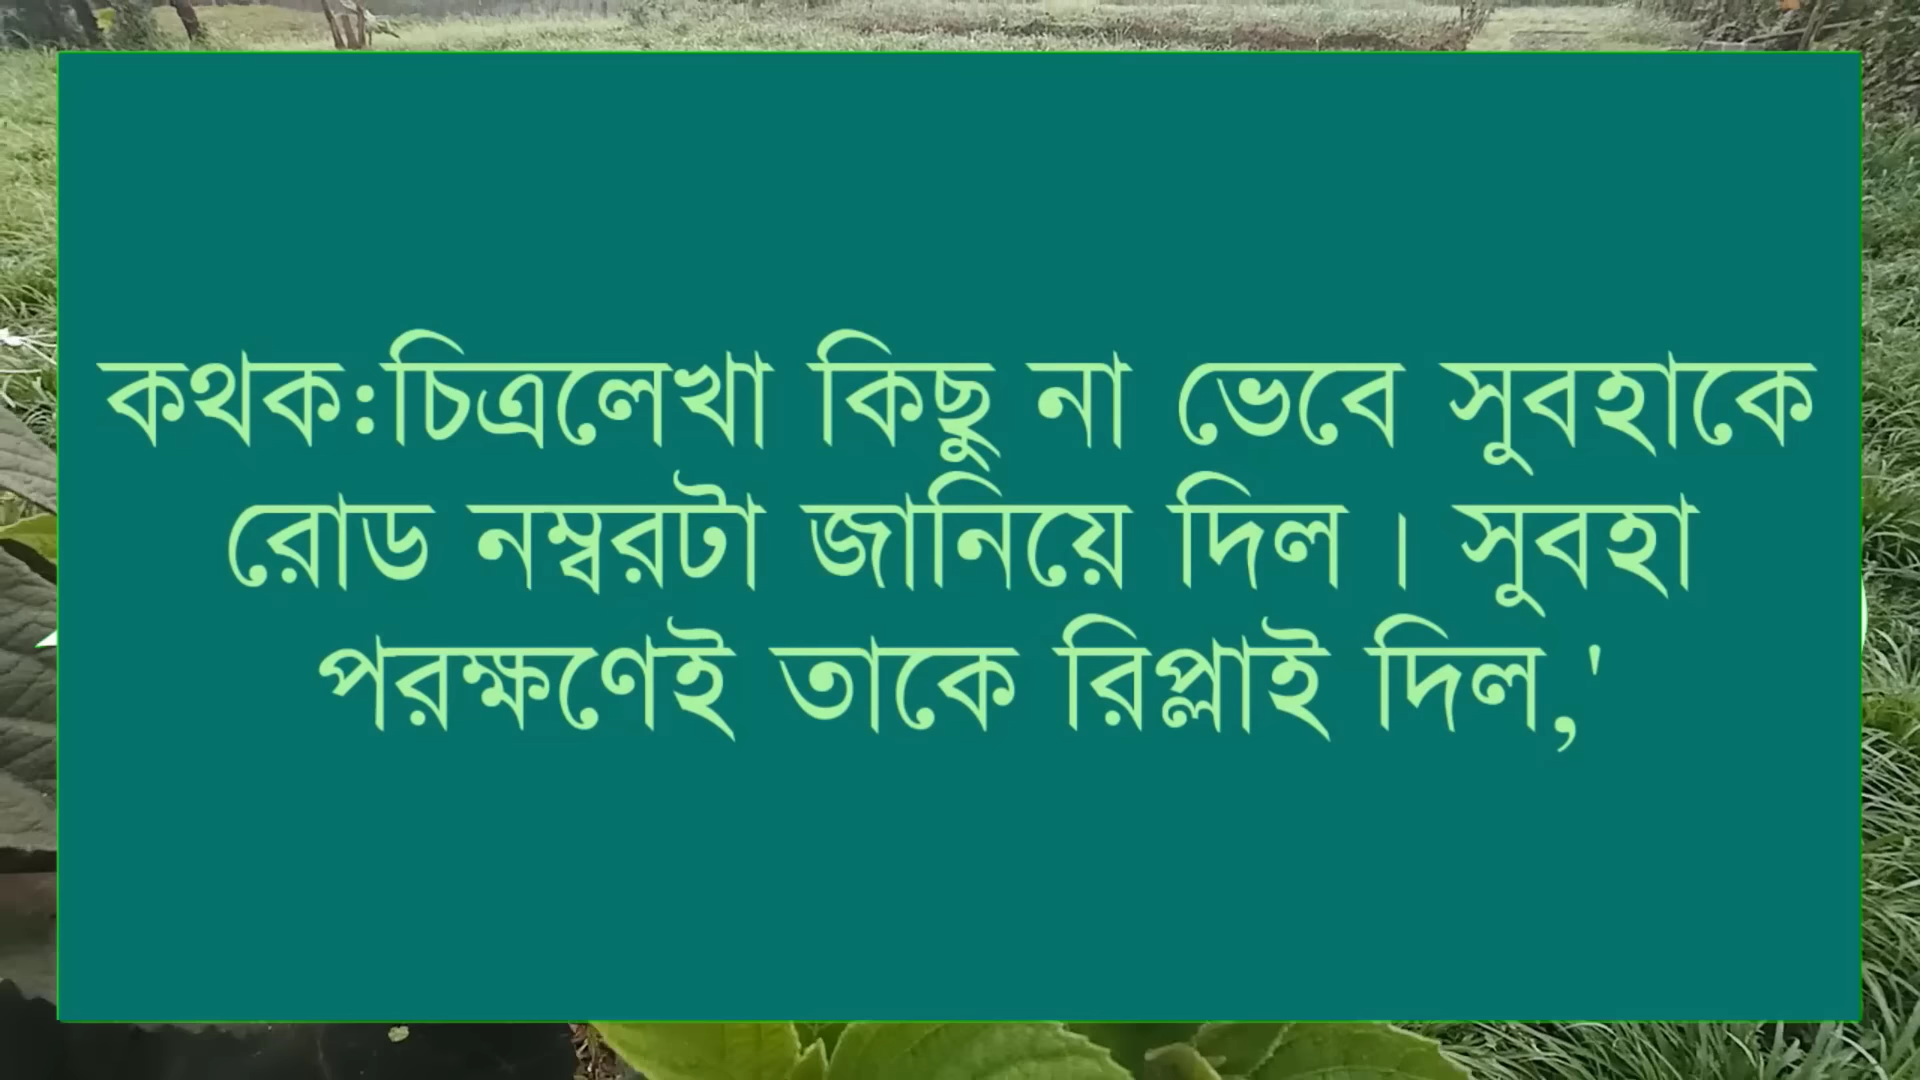 কথক:চিত্রলেখা কিছু না ভেবে সুবহাকে
রোড নম্বরটা জানিয়ে দিল । সুবহা
পরক্ষণেই তাকে রিপ্লাই দিল,'